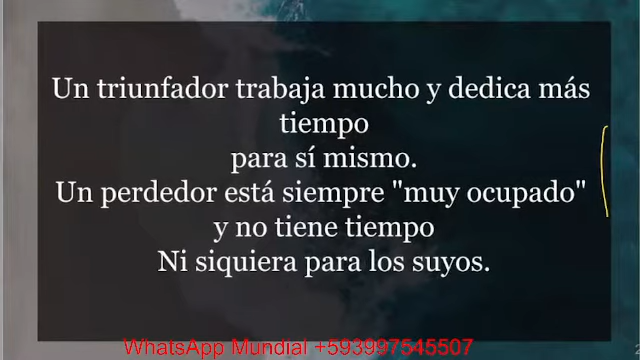 Un triunfador trabaja mucho y dedica más
tiempo
para sí mismo.
Un perdedor está siempre "muy ocupado"
y no tiene tiempo
Ni siquiera para los suyos.
WhatsApp Mundial +593997545507